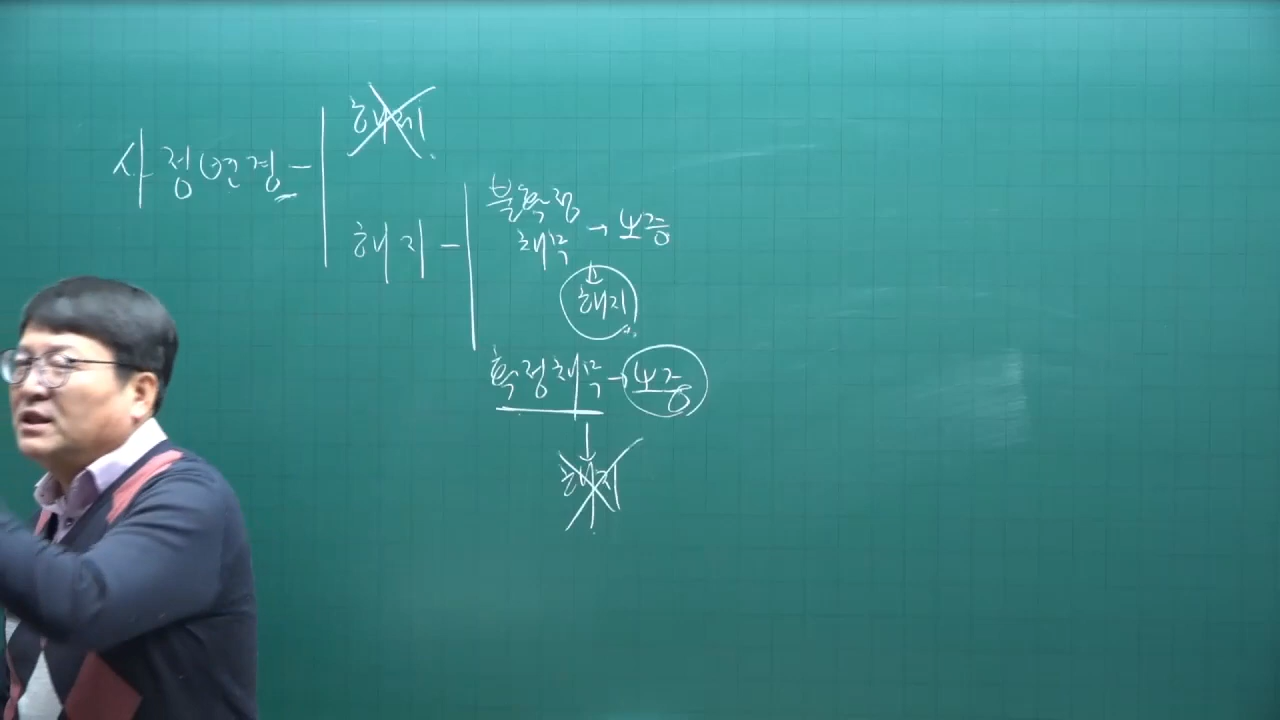 사정변경 -
해제
해지 -
불확정
채무 → 보증
해지
확정채무 → 보증
해지